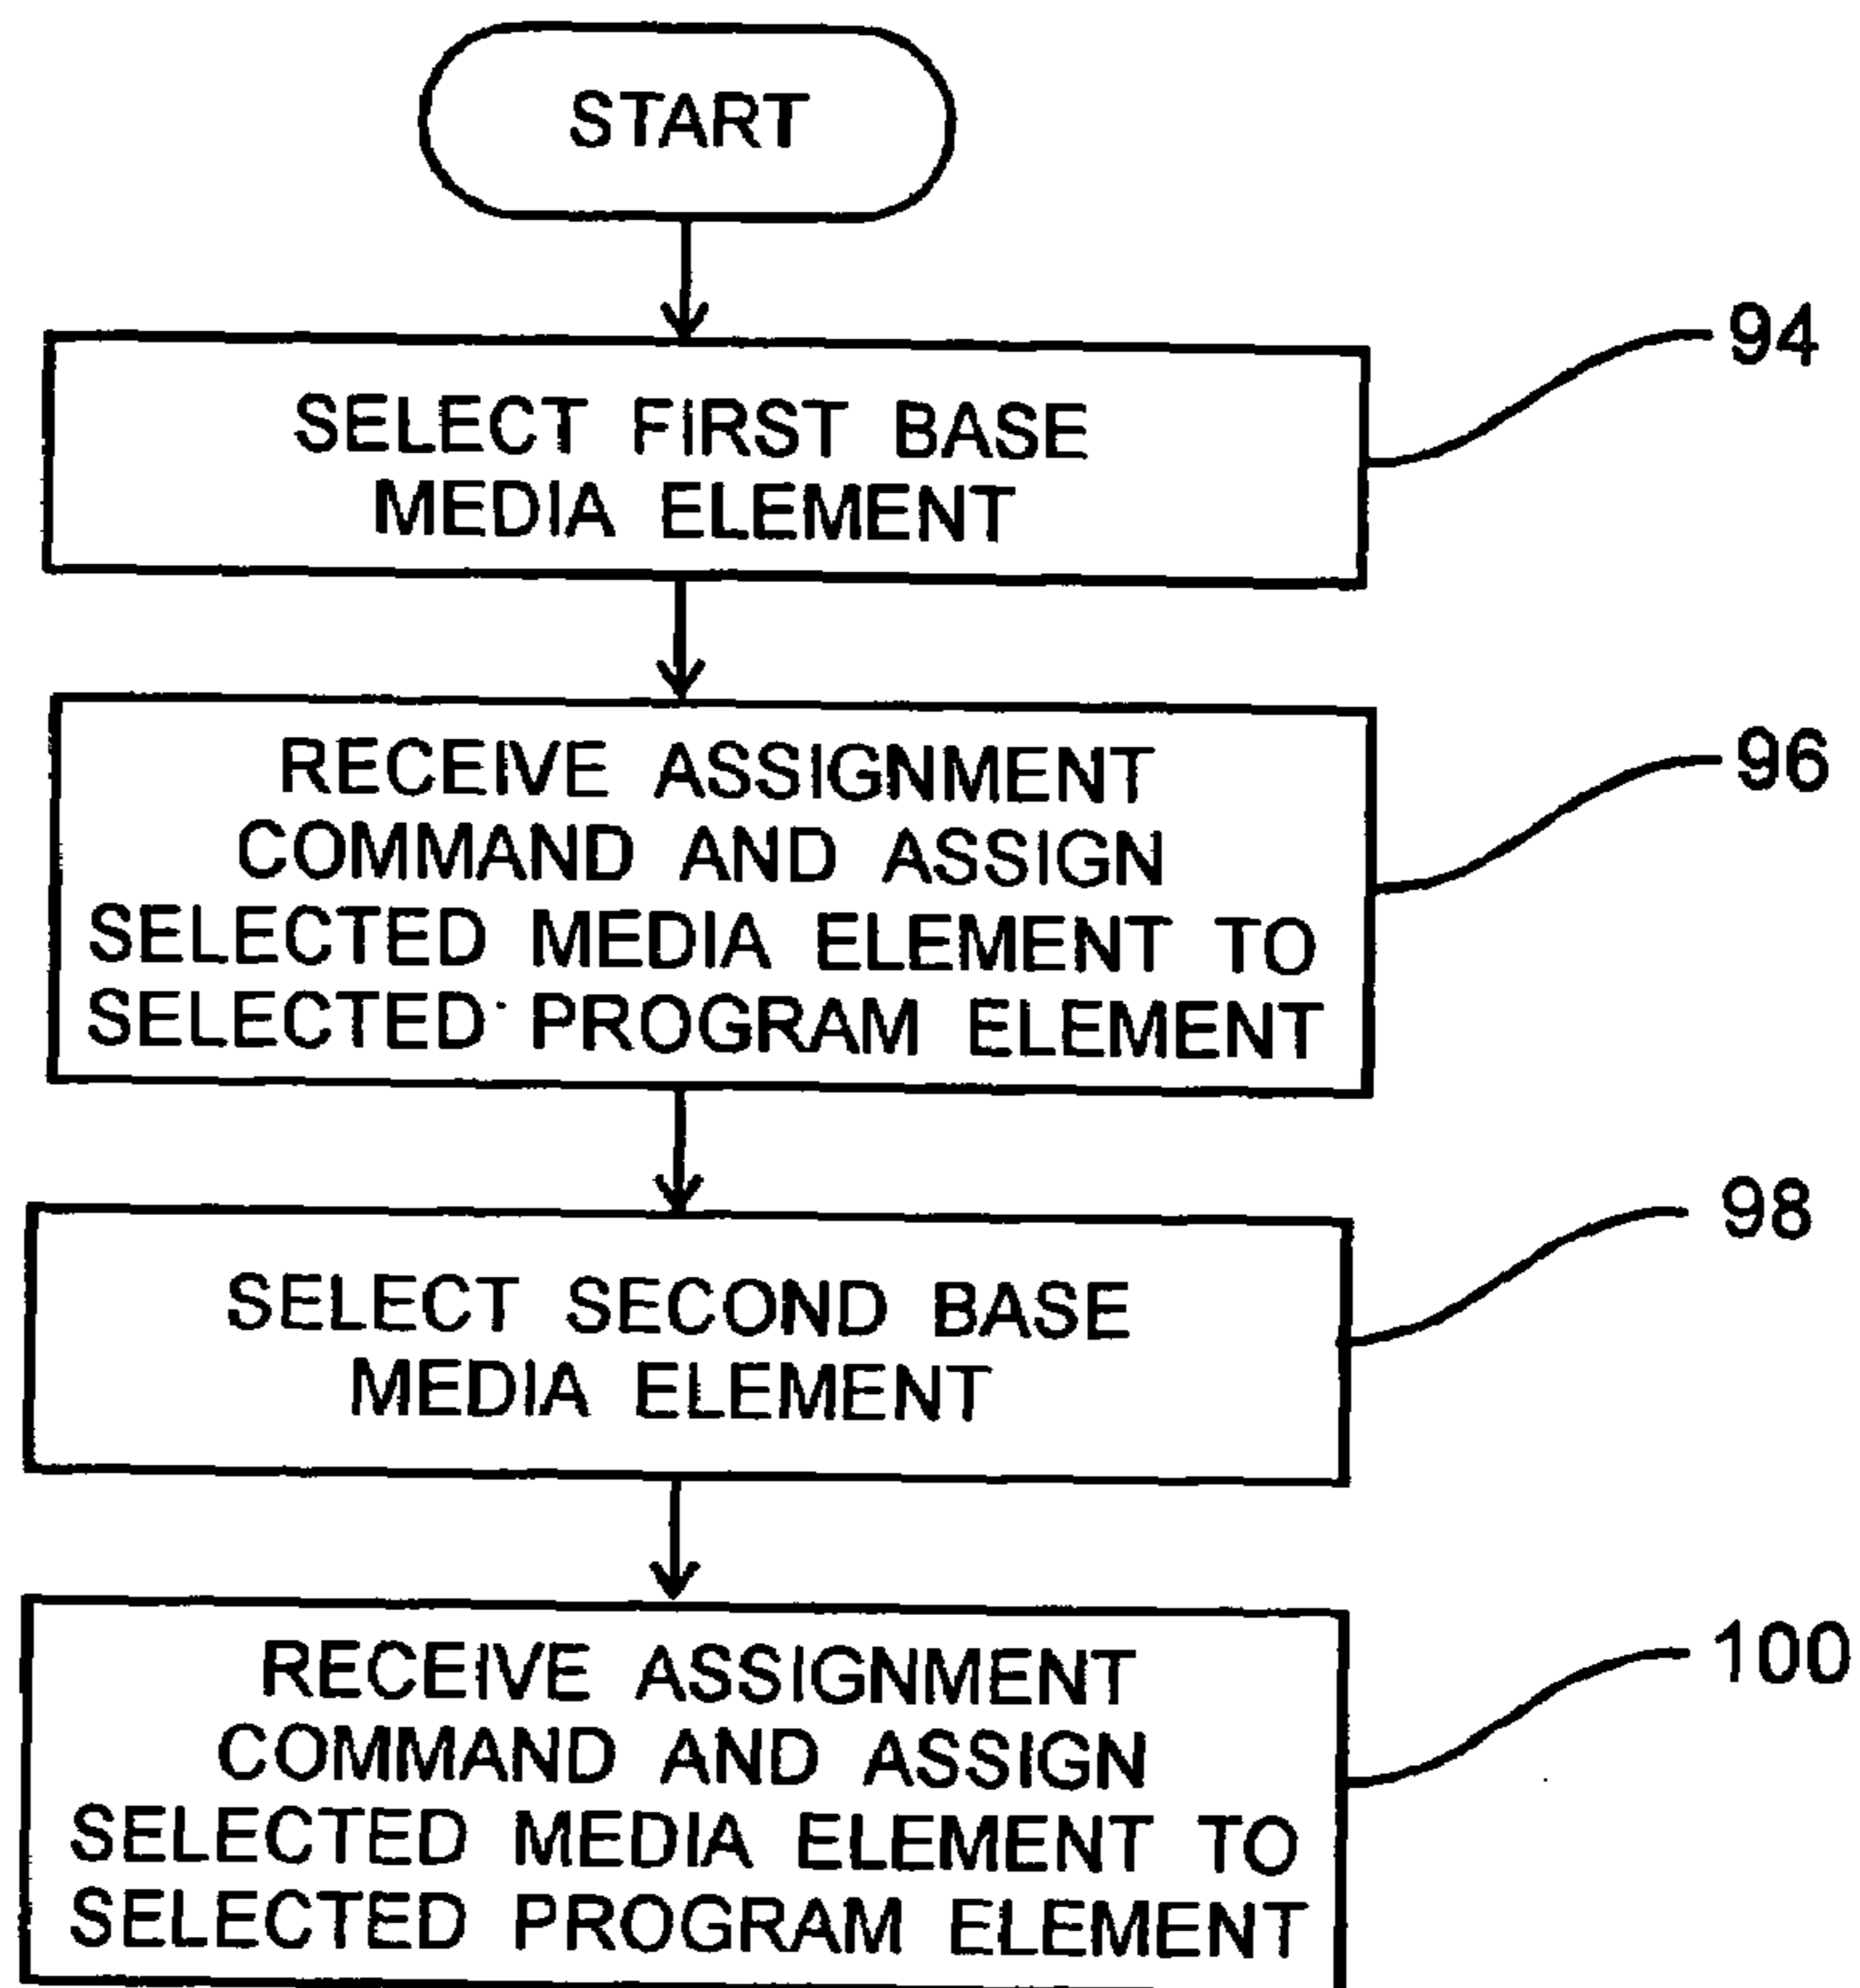 START
94
SELECT FIRST BASE
MEDIA ELEMENT
96
RECEIVE ASSIGNMENT
COMMAND AND ASSIGN
SELECTED MEDIA ELEMENT TO
SELECTED PROGRAM ELEMENT
98
SELECT SECOND BASE
MEDIA ELEMENT
100
RECEIVE ASSIGNMENT
COMMAND AND ASSIGN
SELECTED MEDIA ELEMENT TO
SELECTED PROGRAM ELEMENT